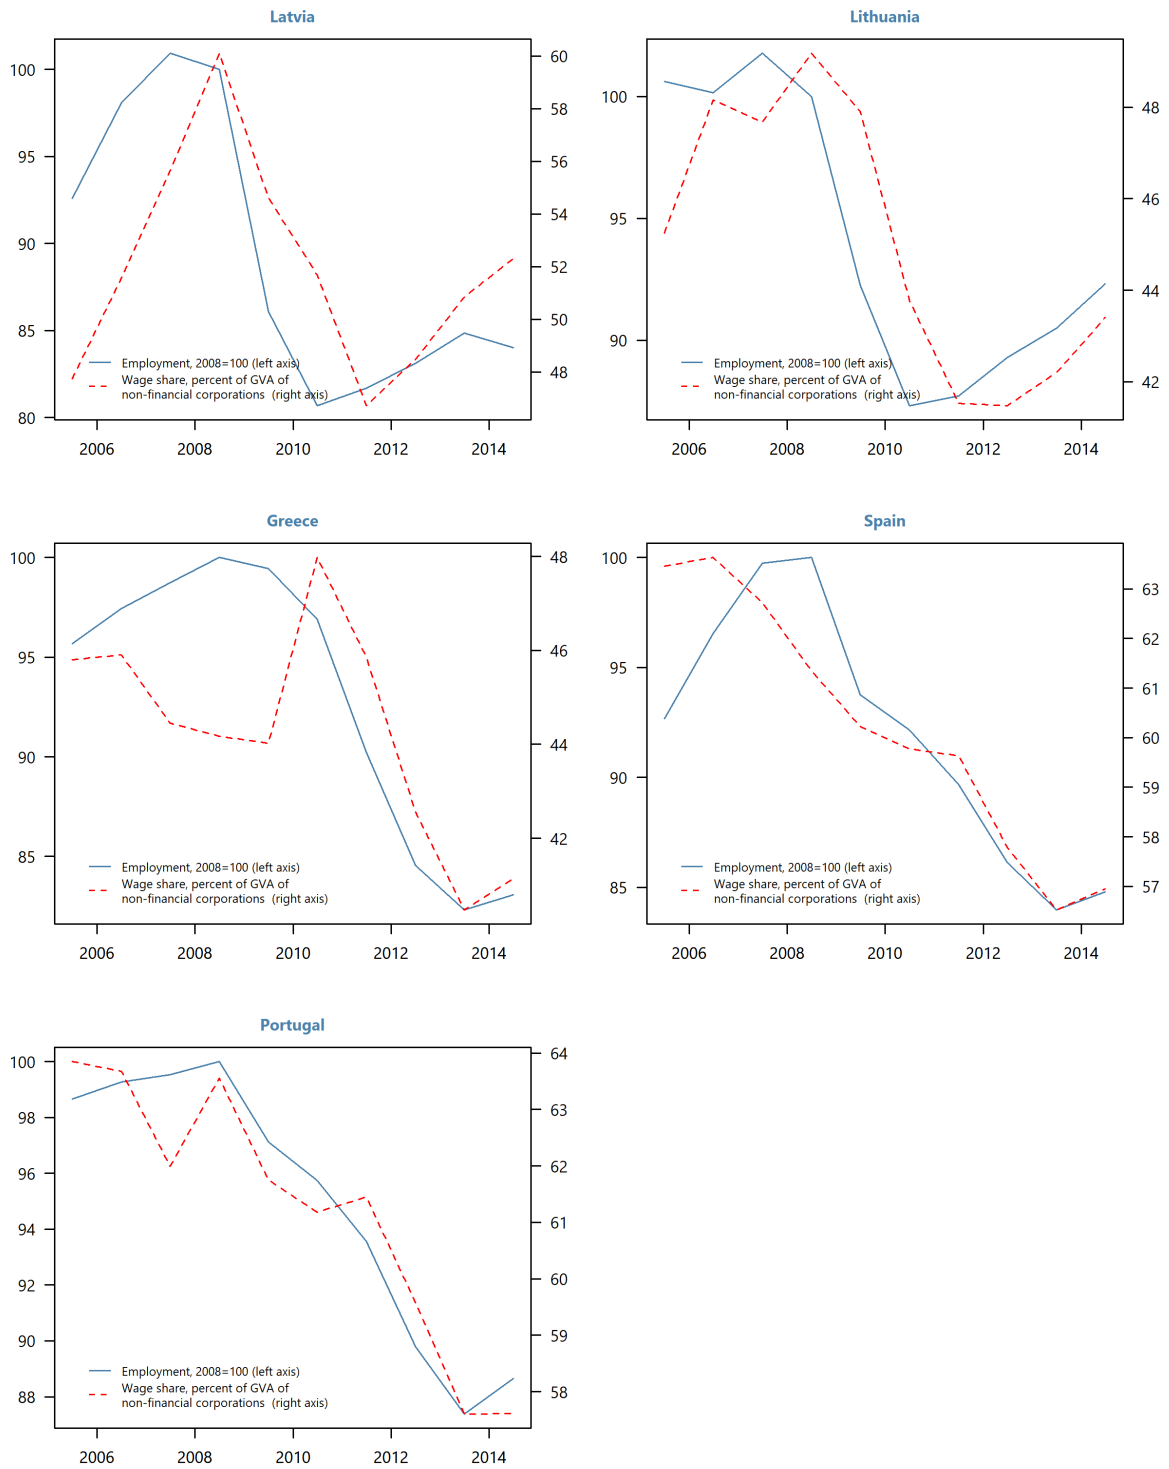 Latvia
100
95
90
85
80
60
58
56
54
52
50
48
Employment, 2008=100 (left axis)
Wage share, percent of GVA of
non-financial corporations (right axis)
2006 2008 2010 2012 2014
Lithuania
100
95
90
48
46
44
42
Employment, 2008=100 (left axis)
Wage share, percent of GVA of
non-financial corporations (right axis)
2006 2008 2010 2012 2014
Greece
100
95
90
85
48
46
44
42
Employment, 2008=100 (left axis)
Wage share, percent of GVA of
non-financial corporations (right axis)
2006 2008 2010 2012 2014
Spain
100
95
90
85
63
62
61
60
59
58
57
Employment, 2008=100 (left axis)
Wage share, percent of GVA of
non-financial corporations (right axis)
2006 2008 2010 2012 2014
Portugal
100
98
96
94
92
90
88
64
63
62
61
60
59
58
Employment, 2008=100 (left axis)
Wage share, percent of GVA of
non-financial corporations (right axis)
2006 2008 2010 2012 2014